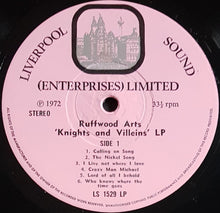 LIVERPOOL SOUND
(ENTERPRISES) LIMITED
℗ 1972
33⅓ rpm
STEREO
Ruffwood Arts
'Knights and Villeins' LP
SIDE 1
1. Calling on Song
2. The Nickel Song
3. I Live not where I love
4. Crazy Man Michael
5. Lord of all I behold
6. Who knows where the
time goes
LS 1529 LP